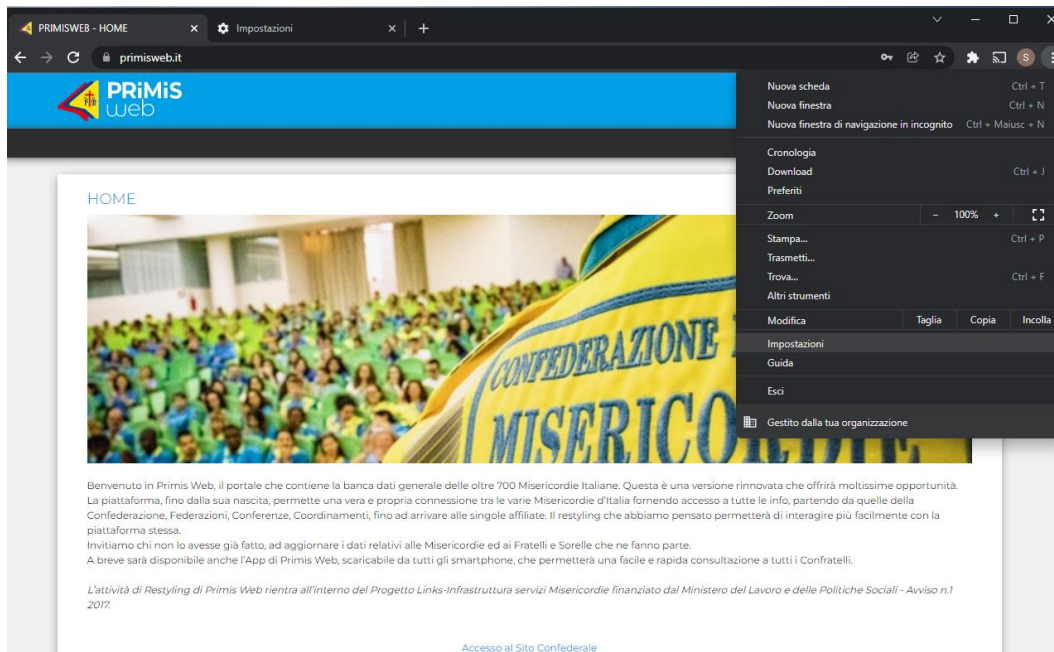 PRIMISWEB - HOME
Impostazioni
primisweb.it
S
PRiMiS
web
Nuova scheda Ctrl + T
Nuova finestra Ctrl + N
Nuova finestra di navigazione in incognito Ctrl + Maiusc + N
Cronologia
Download Ctrl + J
Preferiti
Zoom - 100% +
Stampa... Ctrl + P
Trasmetti...
Trova... Ctrl + F
Altri strumenti
Modifica Taglia Copia Incolla
Impostazioni
Guida
Esci
Gestito dalla tua organizzazione
HOME
CONFEDERAZIONE
MISERICORDIE
Benvenuto in Primis Web, il portale che contiene la banca dati generale delle oltre 700 Misericordie Italiane. Questa è una versione rinnovata che offrirà moltissime opportunità.
La piattaforma, fino dalla sua nascita, permette una vera e propria connessione tra le varie Misericordie d'Italia fornendo accesso a tutte le info, partendo da quelle della
Confederazione, Federazioni, Conferenze, Coordinamenti, fino ad arrivare alle singole affiliate. Il restyling che abbiamo pensato permetterà di interagire più facilmente con la
piattaforma stessa.
Invitiamo chi non lo avesse già fatto, ad aggiornare i dati relativi alle Misericordie ed ai Fratelli e Sorelle che ne fanno parte.
A breve sarà disponibile anche l'App di Primis Web, scaricabile da tutti gli smartphone, che permetterà una facile e rapida consultazione a tutti i Confratelli.
L'attività di Restyling di Primis Web rientra all'interno del Progetto Links-Infrastruttura servizi Misericordie finanziato dal Ministero del Lavoro e delle Politiche Sociali - Avviso n.1
2017.
Accesso al Sito Confederale